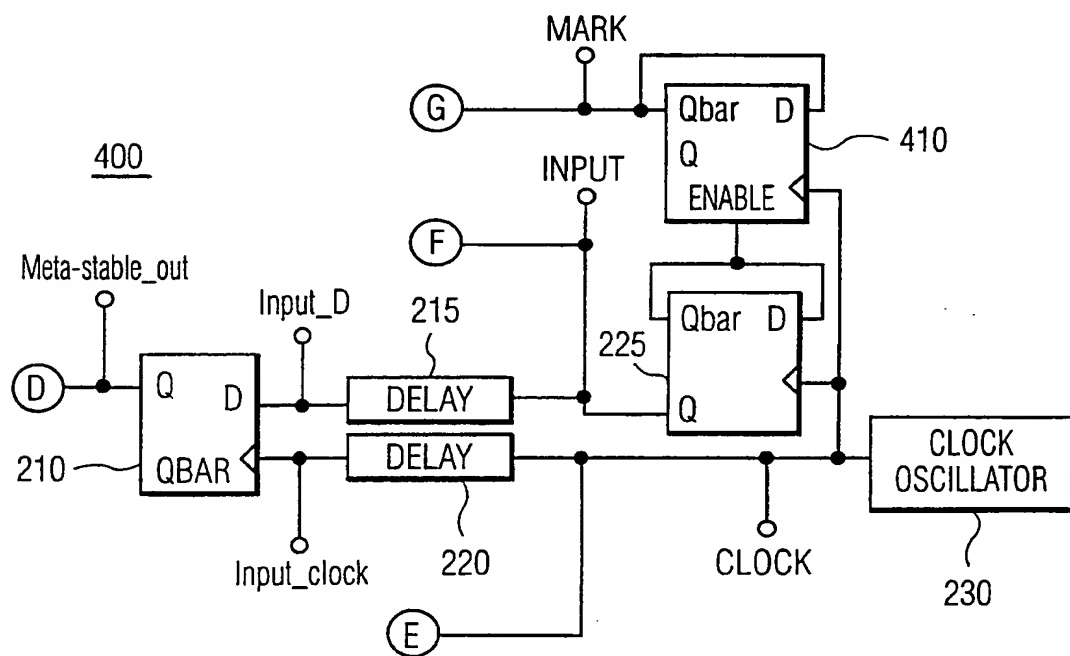 MARK
G
Qbar D
Q
ENABLE
410
400
INPUT
F
Meta-stable_out
Input_D
215
225
Qbar D
Q
D
Q
D
QBAR
210
DELAY
DELAY
220
Input_clock
CLOCK
CLOCK
OSCILLATOR
230
E